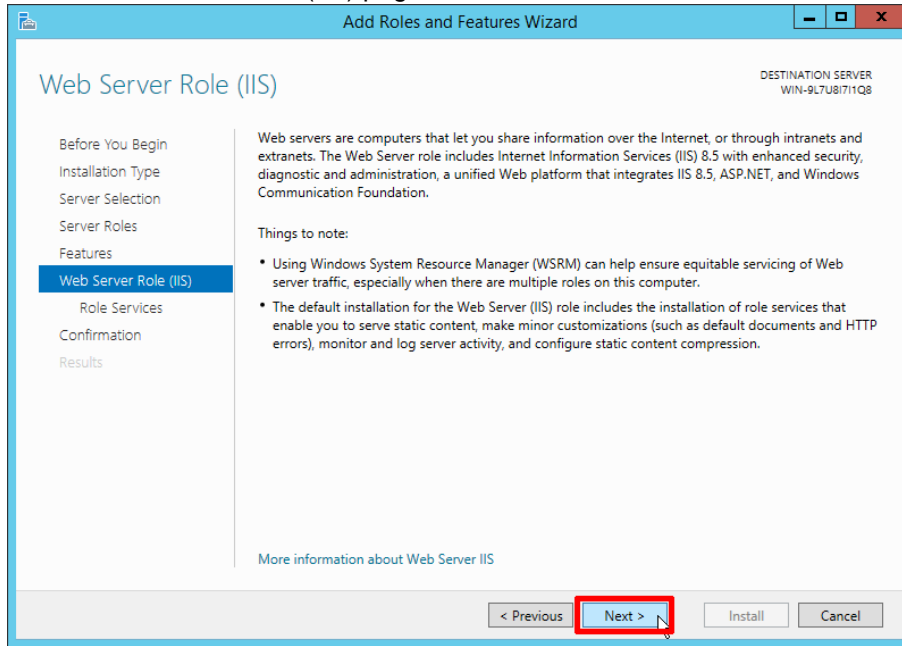 Add Roles and Features Wizard
Web Server Role (IIS)
DESTINATION SERVER
WIN-9L7U8I7I1Q8
Before You Begin
Installation Type
Server Selection
Server Roles
Features
Web Server Role (IIS)
Role Services
Confirmation
Results
Web servers are computers that let you share information over the Internet, or through intranets and
extranets. The Web Server role includes Internet Information Services (IIS) 8.5 with enhanced security,
diagnostic and administration, a unified Web platform that integrates IIS 8.5, ASP.NET, and Windows
Communication Foundation.
Things to note:
• Using Windows System Resource Manager (WSRM) can help ensure equitable servicing of Web
server traffic, especially when there are multiple roles on this computer.
• The default installation for the Web Server (IIS) role includes the installation of role services that
enable you to serve static content, make minor customizations (such as default documents and HTTP
errors), monitor and log server activity, and configure static content compression.
More information about Web Server IIS
< Previous
Next >
Install
Cancel